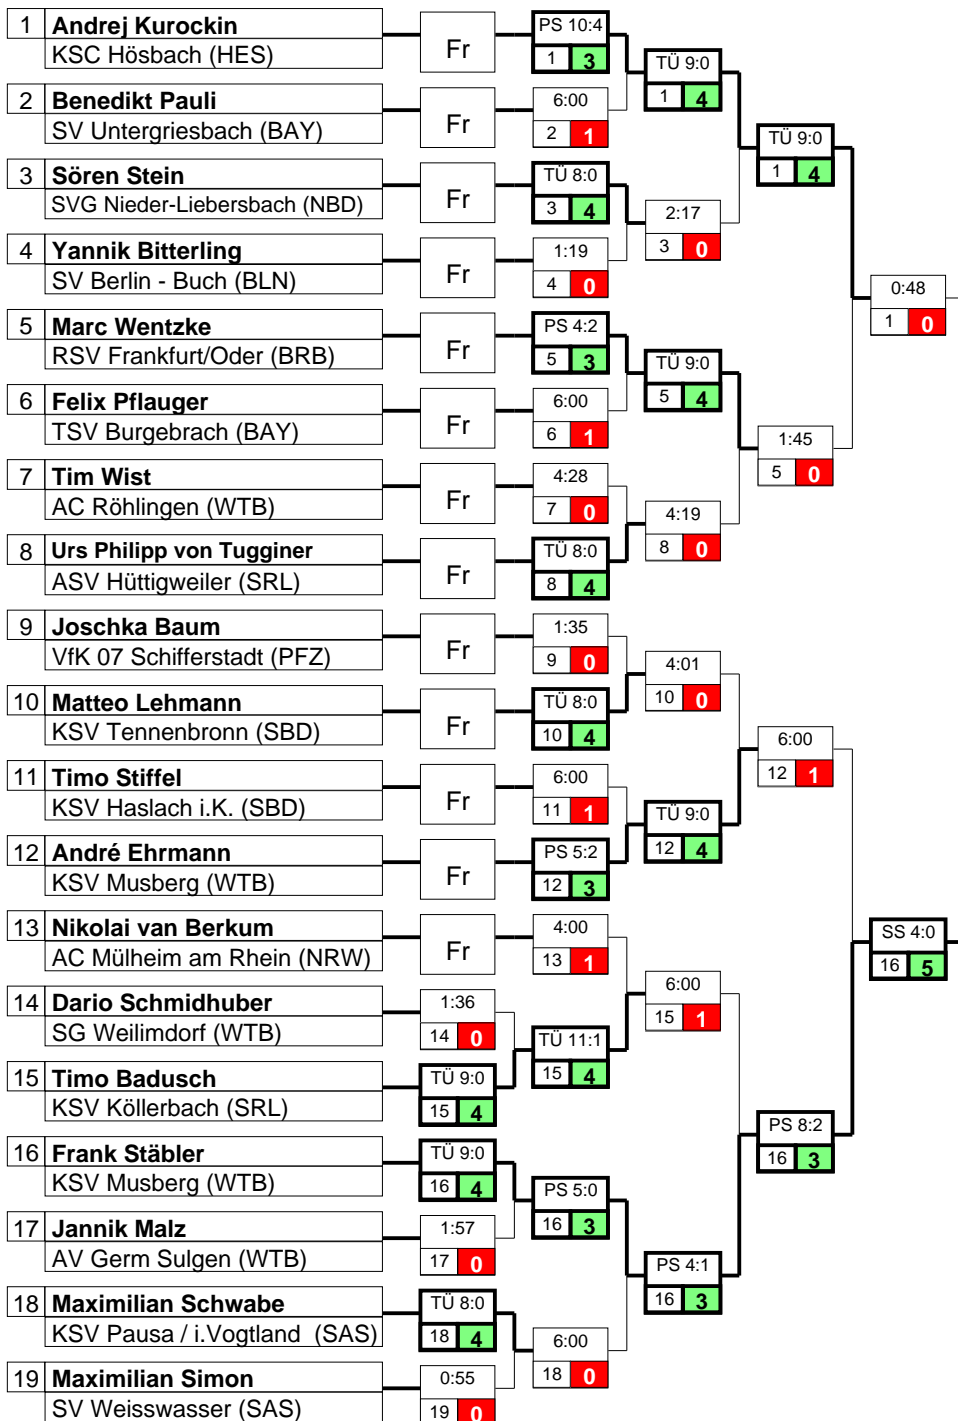 1 Andrej Kurockin
KSC Hösbach (HES)
Fr
PS 10:4
1 3
TÜ 9:0
1 4
2 Benedikt Pauli
SV Untergriesbach (BAY)
Fr
6:00
2 1
TÜ 9:0
1 4
3 Sören Stein
SVG Nieder-Liebersbach (NBD)
Fr
TÜ 8:0
3 4
2:17
3 0
4 Yannik Bitterling
SV Berlin - Buch (BLN)
Fr
1:19
4 0
0:48
1 0
5 Marc Wentzke
RSV Frankfurt/Oder (BRB)
Fr
PS 4:2
5 3
TÜ 9:0
5 4
6 Felix Pflauger
TSV Burgebrach (BAY)
Fr
6:00
6 1
1:45
5 0
7 Tim Wist
AC Röhlingen (WTB)
Fr
4:28
7 0
4:19
8 0
8 Urs Philipp von Tugginer
ASV Hüttigweiler (SRL)
Fr
TÜ 8:0
8 4
9 Joschka Baum
VfK 07 Schifferstadt (PFZ)
Fr
1:35
9 0
4:01
10 0
10 Matteo Lehmann
KSV Tennenbronn (SBD)
Fr
TÜ 8:0
10 4
6:00
12 1
11 Timo Stiffel
KSV Haslach i.K. (SBD)
Fr
6:00
11 1
TÜ 9:0
12 4
12 André Ehrmann
KSV Musberg (WTB)
Fr
PS 5:2
12 3
13 Nikolai van Berkum
AC Mülheim am Rhein (NRW)
Fr
4:00
13 1
SS 4:0
16 5
6:00
15 1
14 Dario Schmidhuber
SG Weilimdorf (WTB)
1:36
14 0
TÜ 11:1
15 4
15 Timo Badusch
KSV Köllerbach (SRL)
TÜ 9:0
15 4
PS 8:2
16 3
16 Frank Stäbler
KSV Musberg (WTB)
TÜ 9:0
16 4
PS 5:0
16 3
17 Jannik Malz
AV Germ Sulgen (WTB)
1:57
17 0
PS 4:1
16 3
18 Maximilian Schwabe
KSV Pausa / i.Vogtland (SAS)
TÜ 8:0
18 4
6:00
18 0
19 Maximilian Simon
SV Weisswasser (SAS)
0:55
19 0